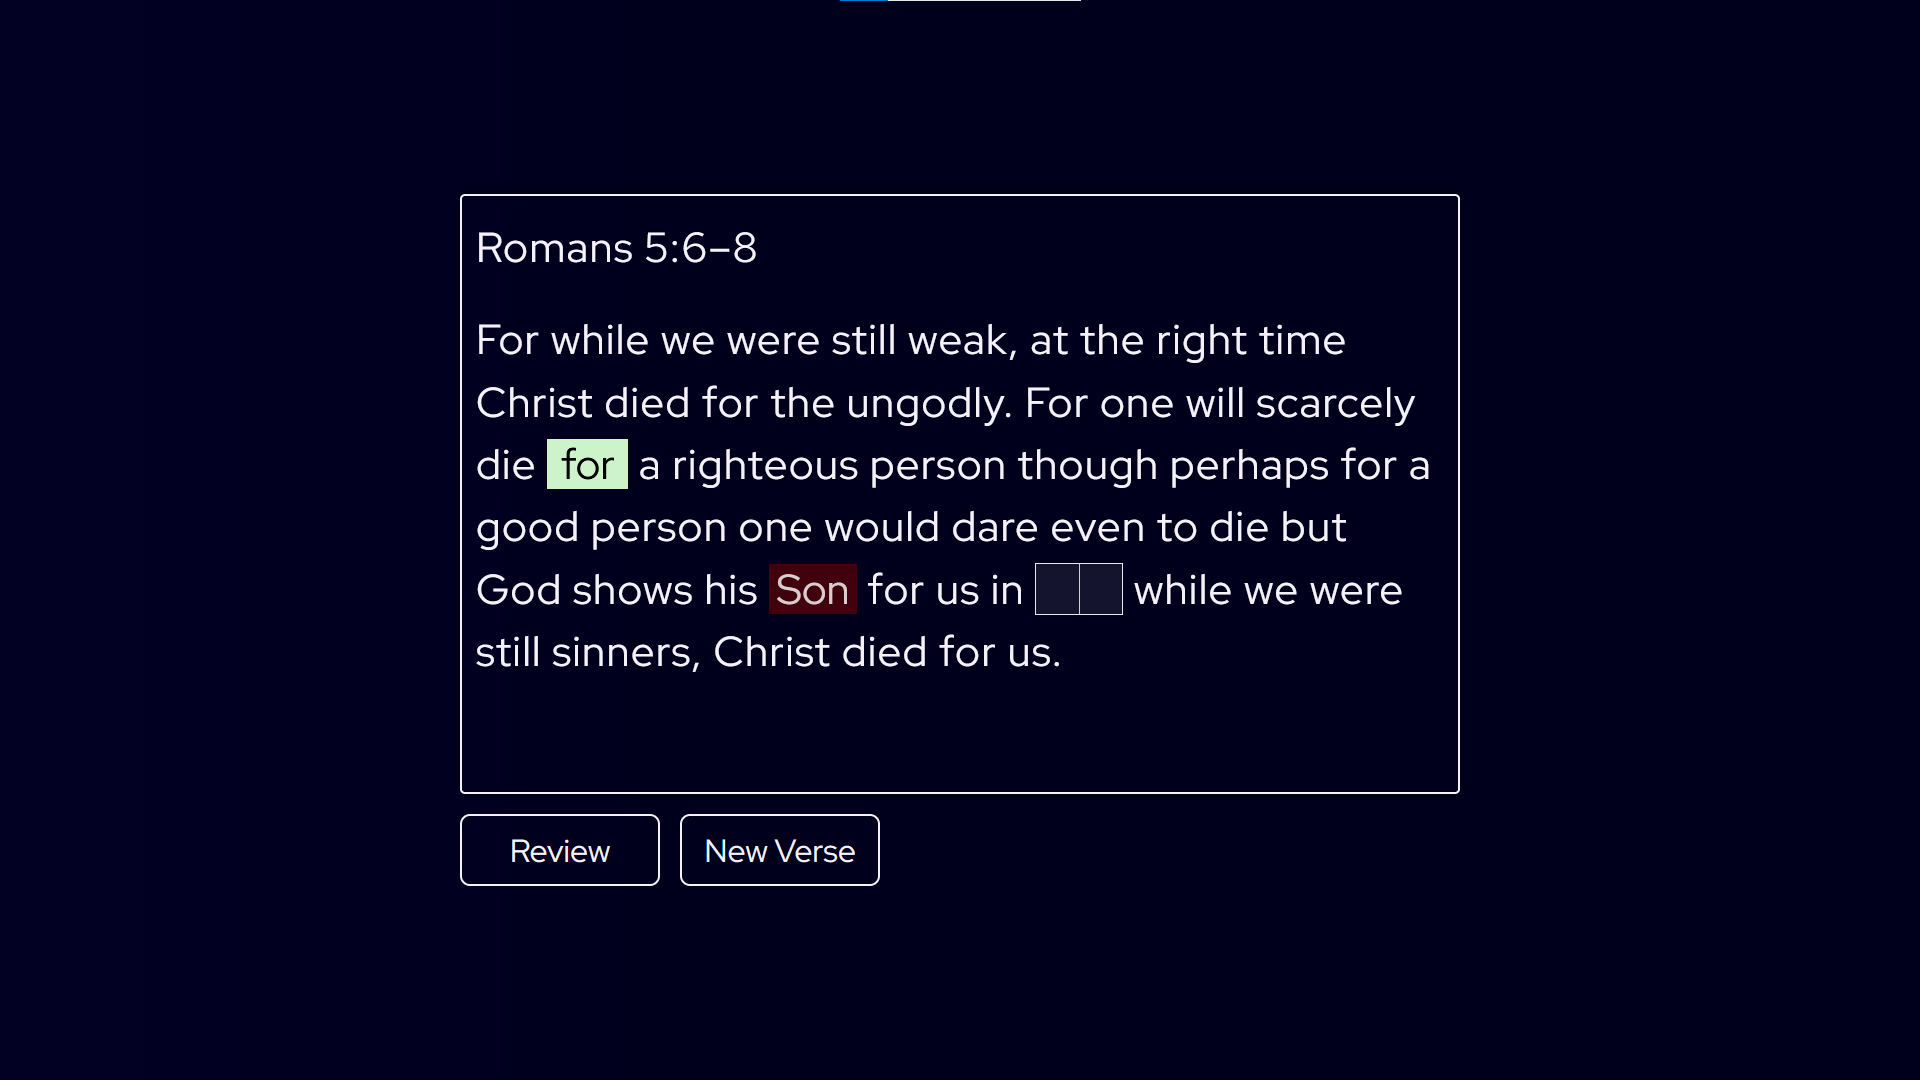 Romans 5:6–8
For while we were still weak, at the right time
Christ died for the ungodly. For one will scarcely
die for a righteous person though perhaps for a
good person one would dare even to die but
God shows his Son for us in while we were
still sinners, Christ died for us.
Review
New Verse